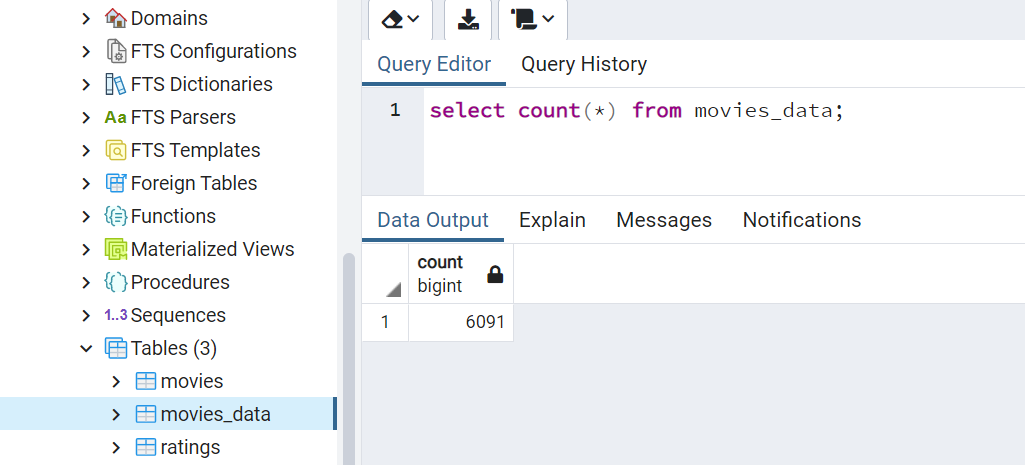 Domains
FTS Configurations
FTS Dictionaries
Aa FTS Parsers
FTS Templates
Foreign Tables
Functions
Materialized Views
Procedures
1..3 Sequences
Tables (3)
movies
movies_data
ratings
Query Editor Query History
1 select count(*) from movies_data;
Data Output Explain Messages Notifications
count
bigint
1 6091